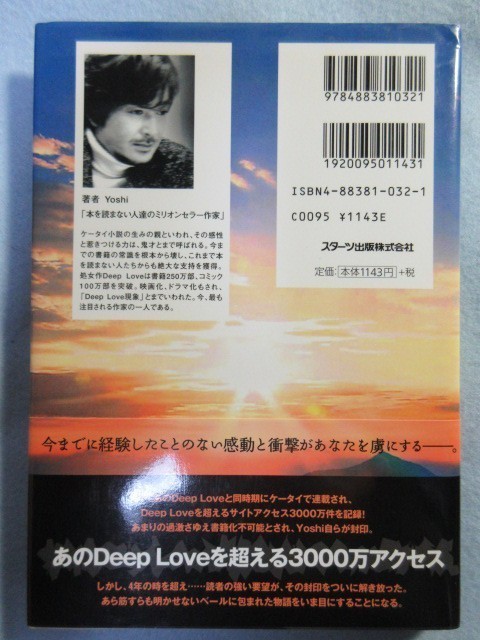 9784883810321
1920095011431
ISBN4-88381-032-1
C0095 ¥1143E
スターツ出版株式会社
定価:本体1143円+税
著者 Yoshi
「本を読まない人達のミリオンセラー作家」
ケータイ小説の生みの親といわれ、その感性
と惹きつける力は、鬼才とまで呼ばれる。今ま
での書籍の常識を根本から壊し、これまで本
を読まない人たちからも絶大な支持を獲得。
処女作Deep Loveは書籍250万部、コミック
100万部を突破。映画化、ドラマ化もされ、
「Deep Love現象」とまでいわれた。今、最も
注目される作家の一人である。
今までに経験したことのない感動と衝撃があなたを虜にする――。
あのDeep Loveと同時期にケータイで連載され、
Deep Loveを超えるサイトアクセス3000万件を記録!
あまりの過激さゆえ書籍化不可能とされ、Yoshi自らが封印。
あのDeep Loveを超える3000万アクセス
しかし、4年の時を超え……読者の強い要望が、その封印をついに解き放った。
あら筋すらも明かせないベールに包まれた物語をいま目にすることになる。